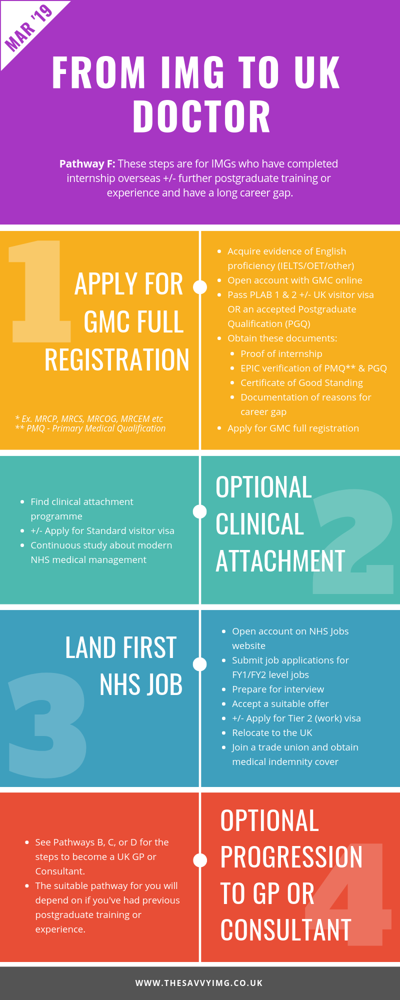 MAR '19
FROM IMG TO UK
DOCTOR
Pathway F: These steps are for IMGs who have completed
internship overseas +/- further postgraduate training or
experience and have a long career gap.
1
APPLY FOR
GMC FULL
REGISTRATION
* Ex. MRCP, MRCS, MRCOG, MRCEM etc
** PMQ - Primary Medical Qualification
• Acquire evidence of English
proficiency (IELTS/OET/other)
• Open account with GMC online
• Pass PLAB 1 & 2 +/- UK visitor visa
OR an accepted Postgraduate
Qualification (PGQ)
• Obtain these documents:
• Proof of internship
• EPIC verification of PMQ** & PGQ
• Certificate of Good Standing
• Documentation of reasons for
career gap
• Apply for GMC full registration
2
OPTIONAL
CLINICAL
ATTACHMENT
• Find clinical attachment
programme
• +/- Apply for Standard visitor visa
• Continuous study about modern
NHS medical management
3
LAND FIRST
NHS JOB
• Open account on NHS Jobs
website
• Submit job applications for
FY1/FY2 level jobs
• Prepare for interview
• Accept a suitable offer
• +/- Apply for Tier 2 (work) visa
• Relocate to the UK
• Join a trade union and obtain
medical indemnity cover
4
OPTIONAL
PROGRESSION
TO GP OR
CONSULTANT
• See Pathways B, C, or D for the
steps to become a UK GP or
Consultant.
• The suitable pathway for you will
depend on if you've had previous
postgraduate training or
experience.
WWW.THESAVVYIMG.CO.UK